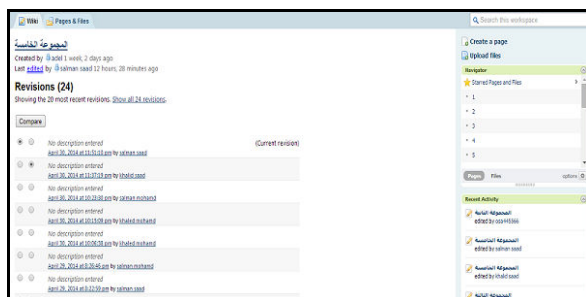 Wiki
Pages & Files
Search this workspace
المجموعة الخامسة
Created by adel 1 week, 2 days ago
Last edited by salman saad 12 hours, 28 minutes ago
Revisions (24)
Showing the 20 most recent revisions. Show all 24 revisions.
Compare
No description entered
(Current revision)
April 30, 2014 at 11:51:18 pm by salman saad
No description entered
April 30, 2014 at 11:37:19 pm by khalid saad
No description entered
April 30, 2014 at 10:23:30 pm by salman mohamd
No description entered
April 30, 2014 at 10:15:09 pm by khaled mohamd
No description entered
April 30, 2014 at 10:06:38 pm by khaled mohamd
No description entered
April 29, 2014 at 8:26:46 pm by salman mohamd
No description entered
April 29, 2014 at 8:22:59 pm by salman saad
Create a page
Upload files
Navigator
Starred Pages and Files
1
2
3
4
5
Pages
Files
options
Recent Activity
المجموعة الثانية
edited by
المجموعة الخامسة
edited by salman saad
المجموعة الخامسة
edited by khalid saad
المجموعة الثالثة